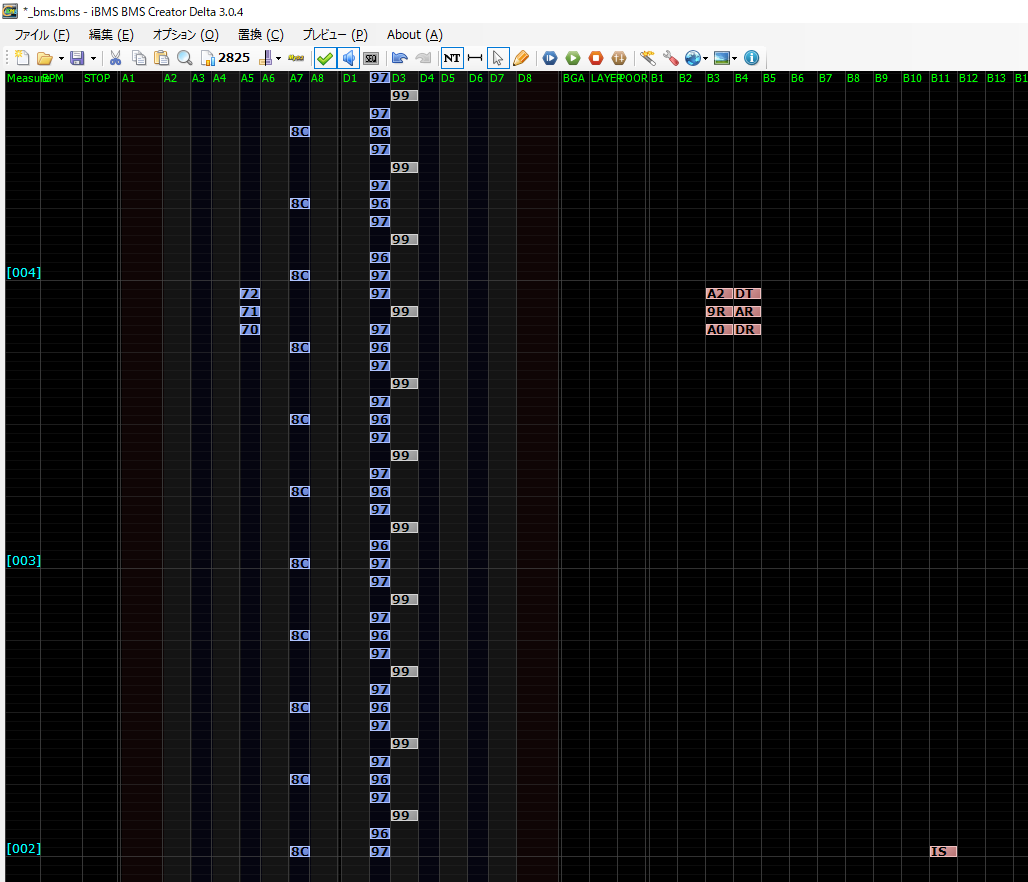 *_bms.bms - iBMS BMS Creator Delta 3.0.4
ファイル (F) 編集 (E) オプション (O) 置換 (C) プレビュー (P) About (A)
2825 NT
Measure BPM STOP A1 A2 A3 A4 A5 A6 A7 A8 D1 97 D3 D4 D5 D6 D7 D8 BGA LAYER POOR B1 B2 B3 B4 B5 B6 B7 B8 B9 B10 B11 B12 B13 B1
99
97
8C 96
97
99
97
8C 96
97
99
96
[004] 8C 97
72 97 A2 DT
71 99 9R AR
70 97 A0 DR
8C 96
97
99
97
8C 96
97
99
97
8C 96
97
99
96
[003] 8C 97
97
99
97
8C 96
97
99
97
8C 96
97
99
97
8C 96
97
99
96
[002] 8C 97 IS